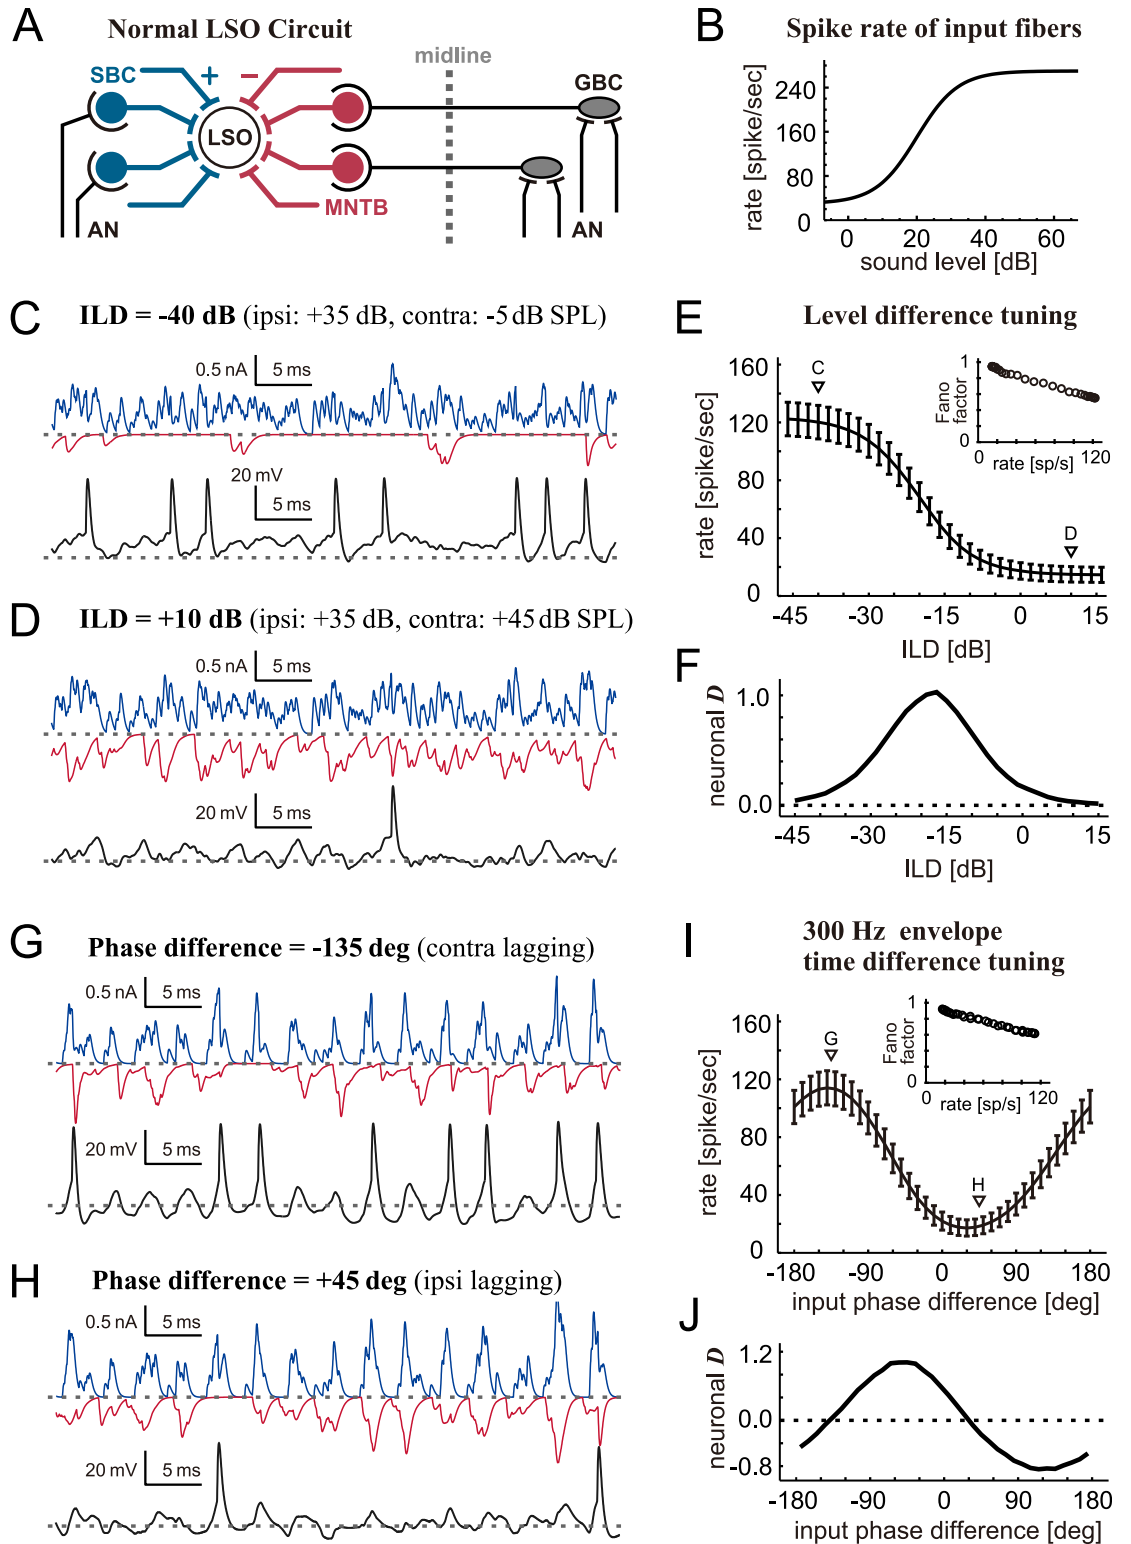 A
Normal LSO Circuit
SBC
+
−
midline
GBC
LSO
MNTB
AN
AN
B
Spike rate of input fibers
rate [spike/sec]
240
160
80
0
0
20
40
60
sound level [dB]
C
ILD = -40 dB (ipsi: +35 dB, contra: -5 dB SPL)
0.5 nA
5 ms
20 mV
5 ms
D
ILD = +10 dB (ipsi: +35 dB, contra: +45 dB SPL)
0.5 nA
5 ms
20 mV
5 ms
E
Level difference tuning
rate [spike/sec]
160
120
80
40
0
C
D
-45
-30
-15
0
15
ILD [dB]
Fano
factor
1
0
0
120
rate [sp/s]
F
neuronal D
1.0
0.0
-45
-30
-15
0
15
ILD [dB]
G
Phase difference = -135 deg (contra lagging)
0.5 nA
5 ms
20 mV
5 ms
H
Phase difference = +45 deg (ipsi lagging)
0.5 nA
5 ms
20 mV
5 ms
I
300 Hz envelope
time difference tuning
rate [spike/sec]
160
120
80
40
0
G
H
-180
-90
0
90
180
input phase difference [deg]
Fano
factor
1
0
0
120
rate [sp/s]
J
neuronal D
1.2
0.0
-0.8
-180
-90
0
90
180
input phase difference [deg]